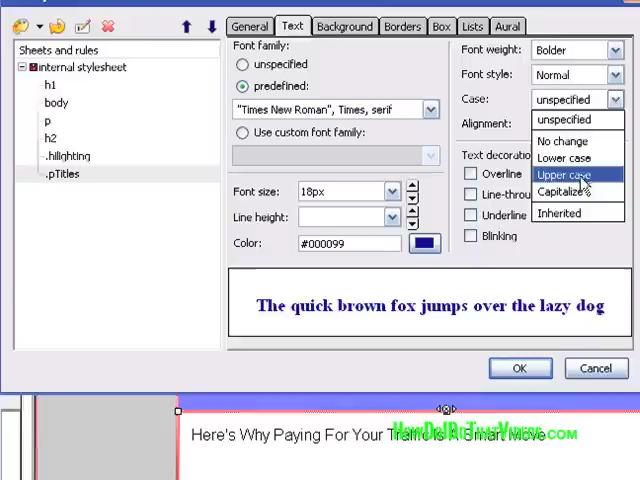 General Text Background Borders Box Lists Aural
Sheets and rules
internal stylesheet
h1
body
p
h2
.hilighting
.pTitles
Font family:
unspecified
predefined:
"Times New Roman", Times, serif
Use custom font family:
Font size: 18px
Line height:
Color: #000099
Font weight: Bolder
Font style: Normal
Case: unspecified
Alignment:
unspecified
No change
Lower case
Upper case
Capitalize
Inherited
Text decoratio
Overline
Line-throu
Underline
Blinking
The quick brown fox jumps over the lazy dog
OK Cancel
Here's Why Paying For Your Traffic Is A Smart Move
HowDoIDoThatVideos.COM